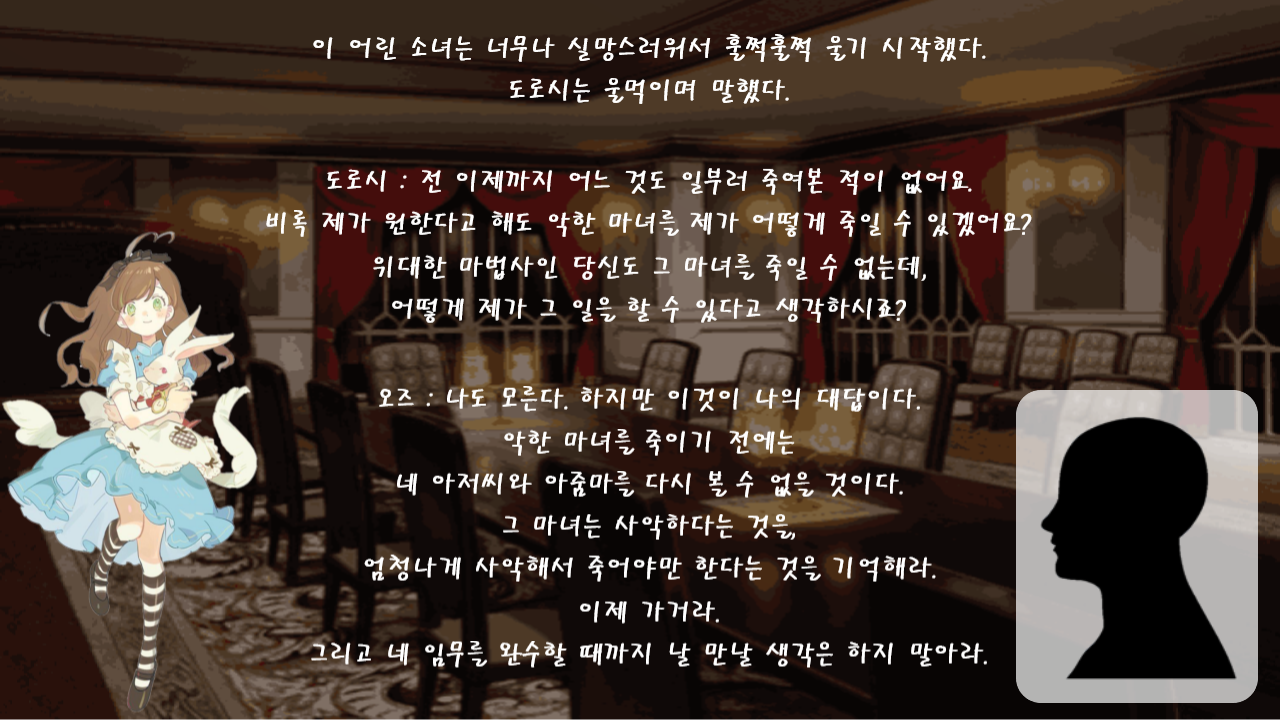 이 어린 소녀는 너무나 실망스러워서 훌쩍훌쩍 울기 시작했다.
도로시는 울먹이며 말했다.
도로시 : 전 이제까지 어느 것도 일부러 죽여본 적이 없어요.
비록 제가 원한다고 해도 악한 마녀를 제가 어떻게 죽일 수 있겠어요?
위대한 마법사인 당신도 그 마녀를 죽일 수 없는데,
어떻게 제가 그 일을 할 수 있다고 생각하시죠?
오즈 : 나도 모른다. 하지만 이것이 나의 대답이다.
악한 마녀를 죽이기 전에는
네 아저씨와 아줌마를 다시 볼 수 없을 것이다.
그 마녀는 사악하다는 것을,
엄청나게 사악해서 죽어야만 한다는 것을 기억해라.
이제 가거라.
그리고 네 임무를 완수할 때까지 날 만날 생각은 하지 말아라.